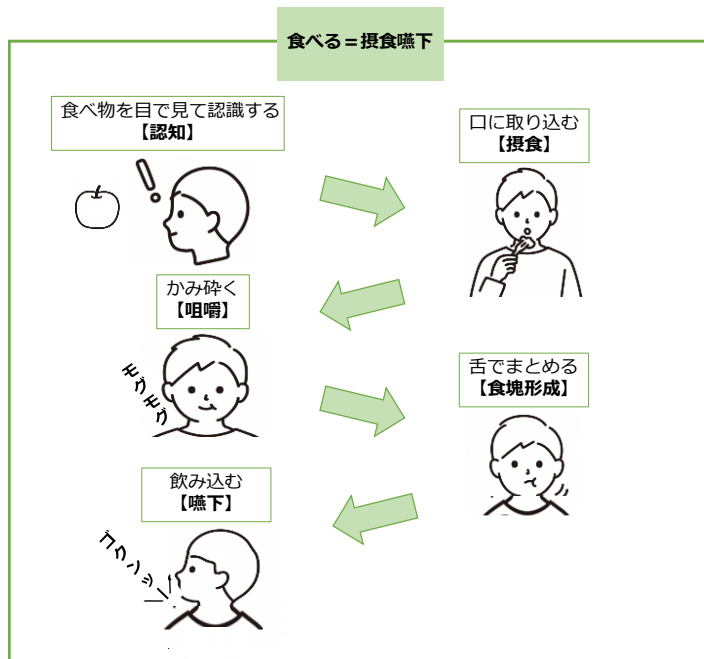 食べる＝摂食嚥下
食べ物を目で見て認識する
【認知】
口に取り込む
【摂食】
かみ砕く
【咀嚼】
モグモグ
舌でまとめる
【食塊形成】
飲み込む
【嚥下】
ゴクンッ